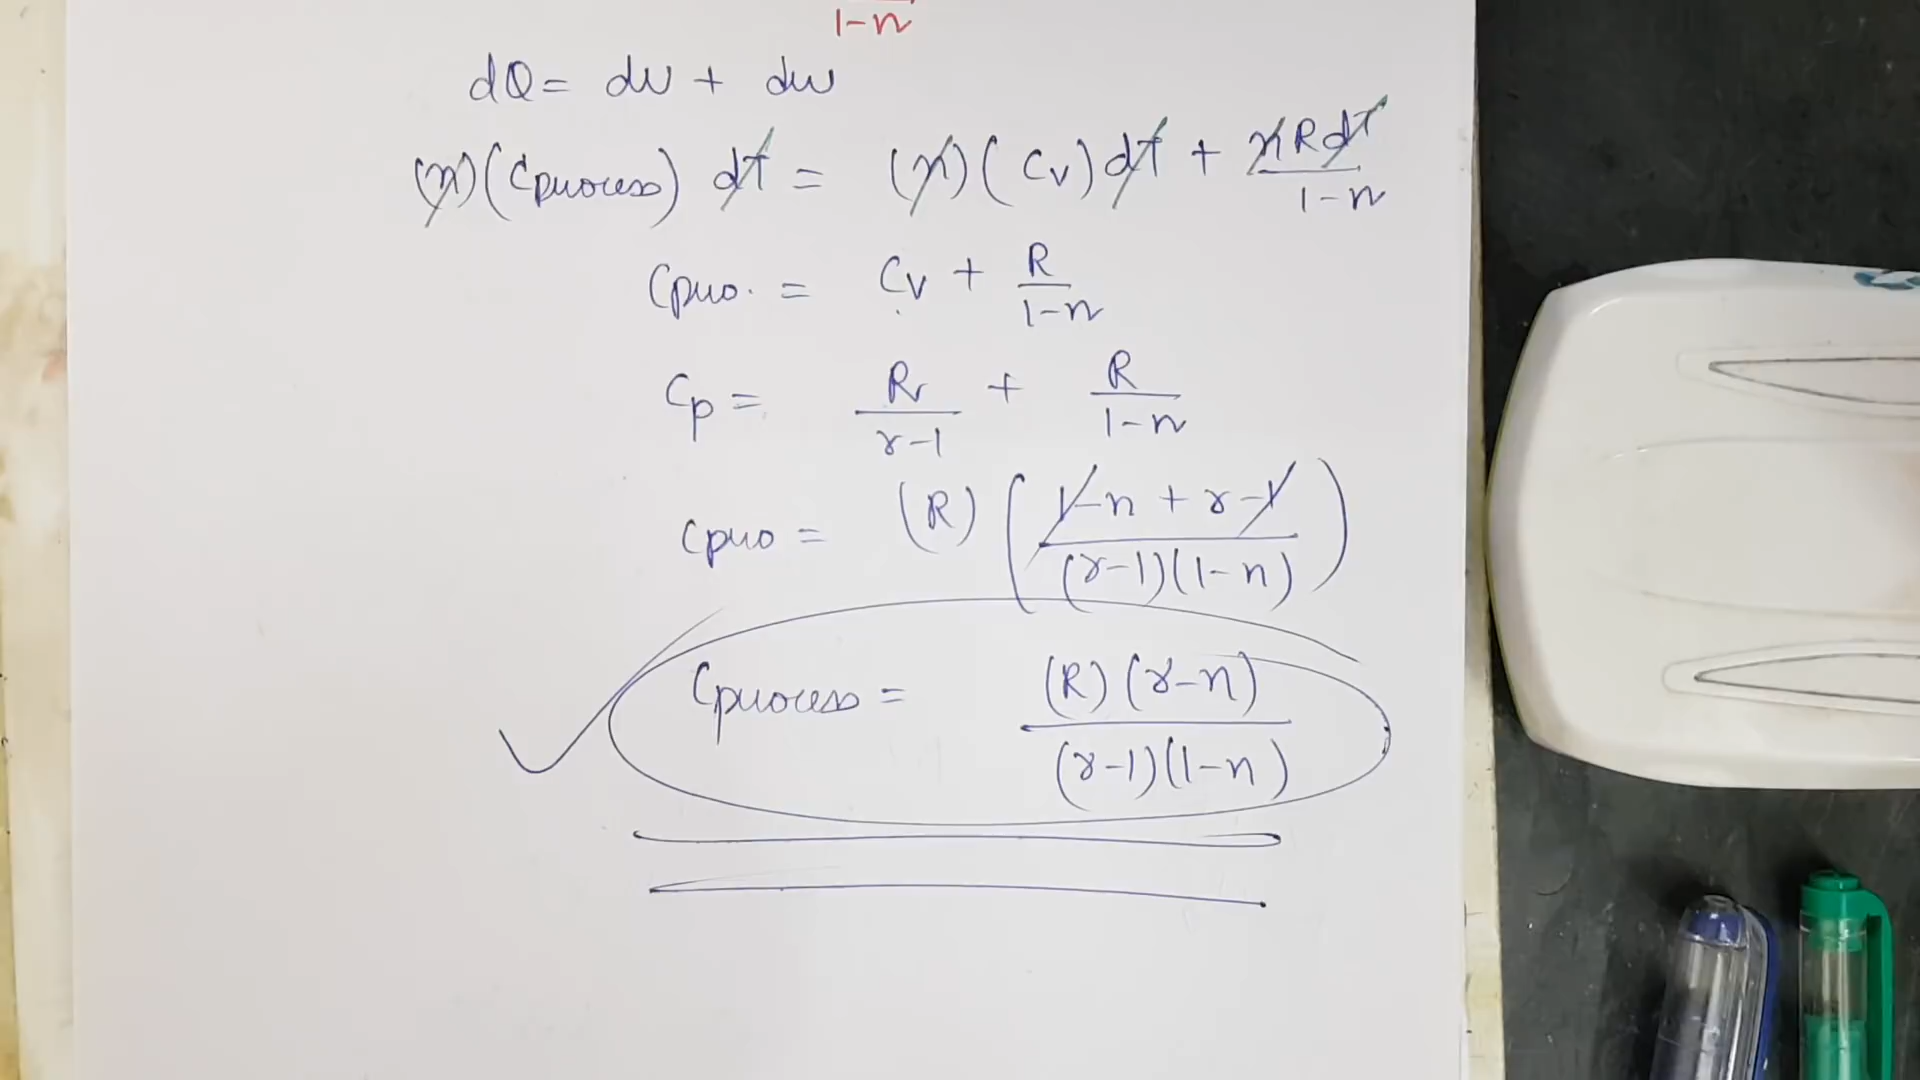 1-n
dQ = du + dw
(n)(Cprocess) dT = (n)(Cv)dT + nRdT/1-n
Cpro. = Cv + R/1-n
Cp = Rr/γ-1 + R/1-n
Cpro = (R)(1-n+γ-1/(γ-1)(1-n))
Cprocess = (R)(γ-n)/(γ-1)(1-n)